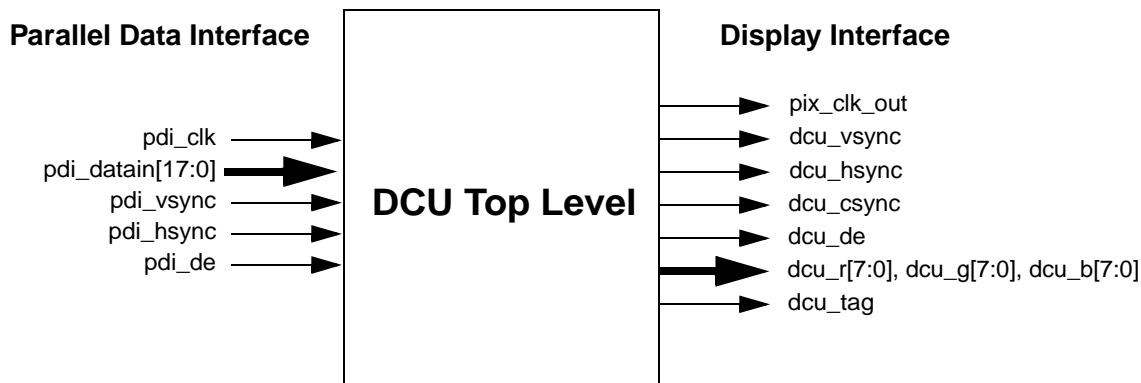 Parallel Data Interface
Display Interface
pdi_clk
pdi_datain[17:0]
pdi_vsync
pdi_hsync
pdi_de
DCU Top Level
pix_clk_out
dcu_vsync
dcu_hsync
dcu_csync
dcu_de
dcu_r[7:0], dcu_g[7:0], dcu_b[7:0]
dcu_tag